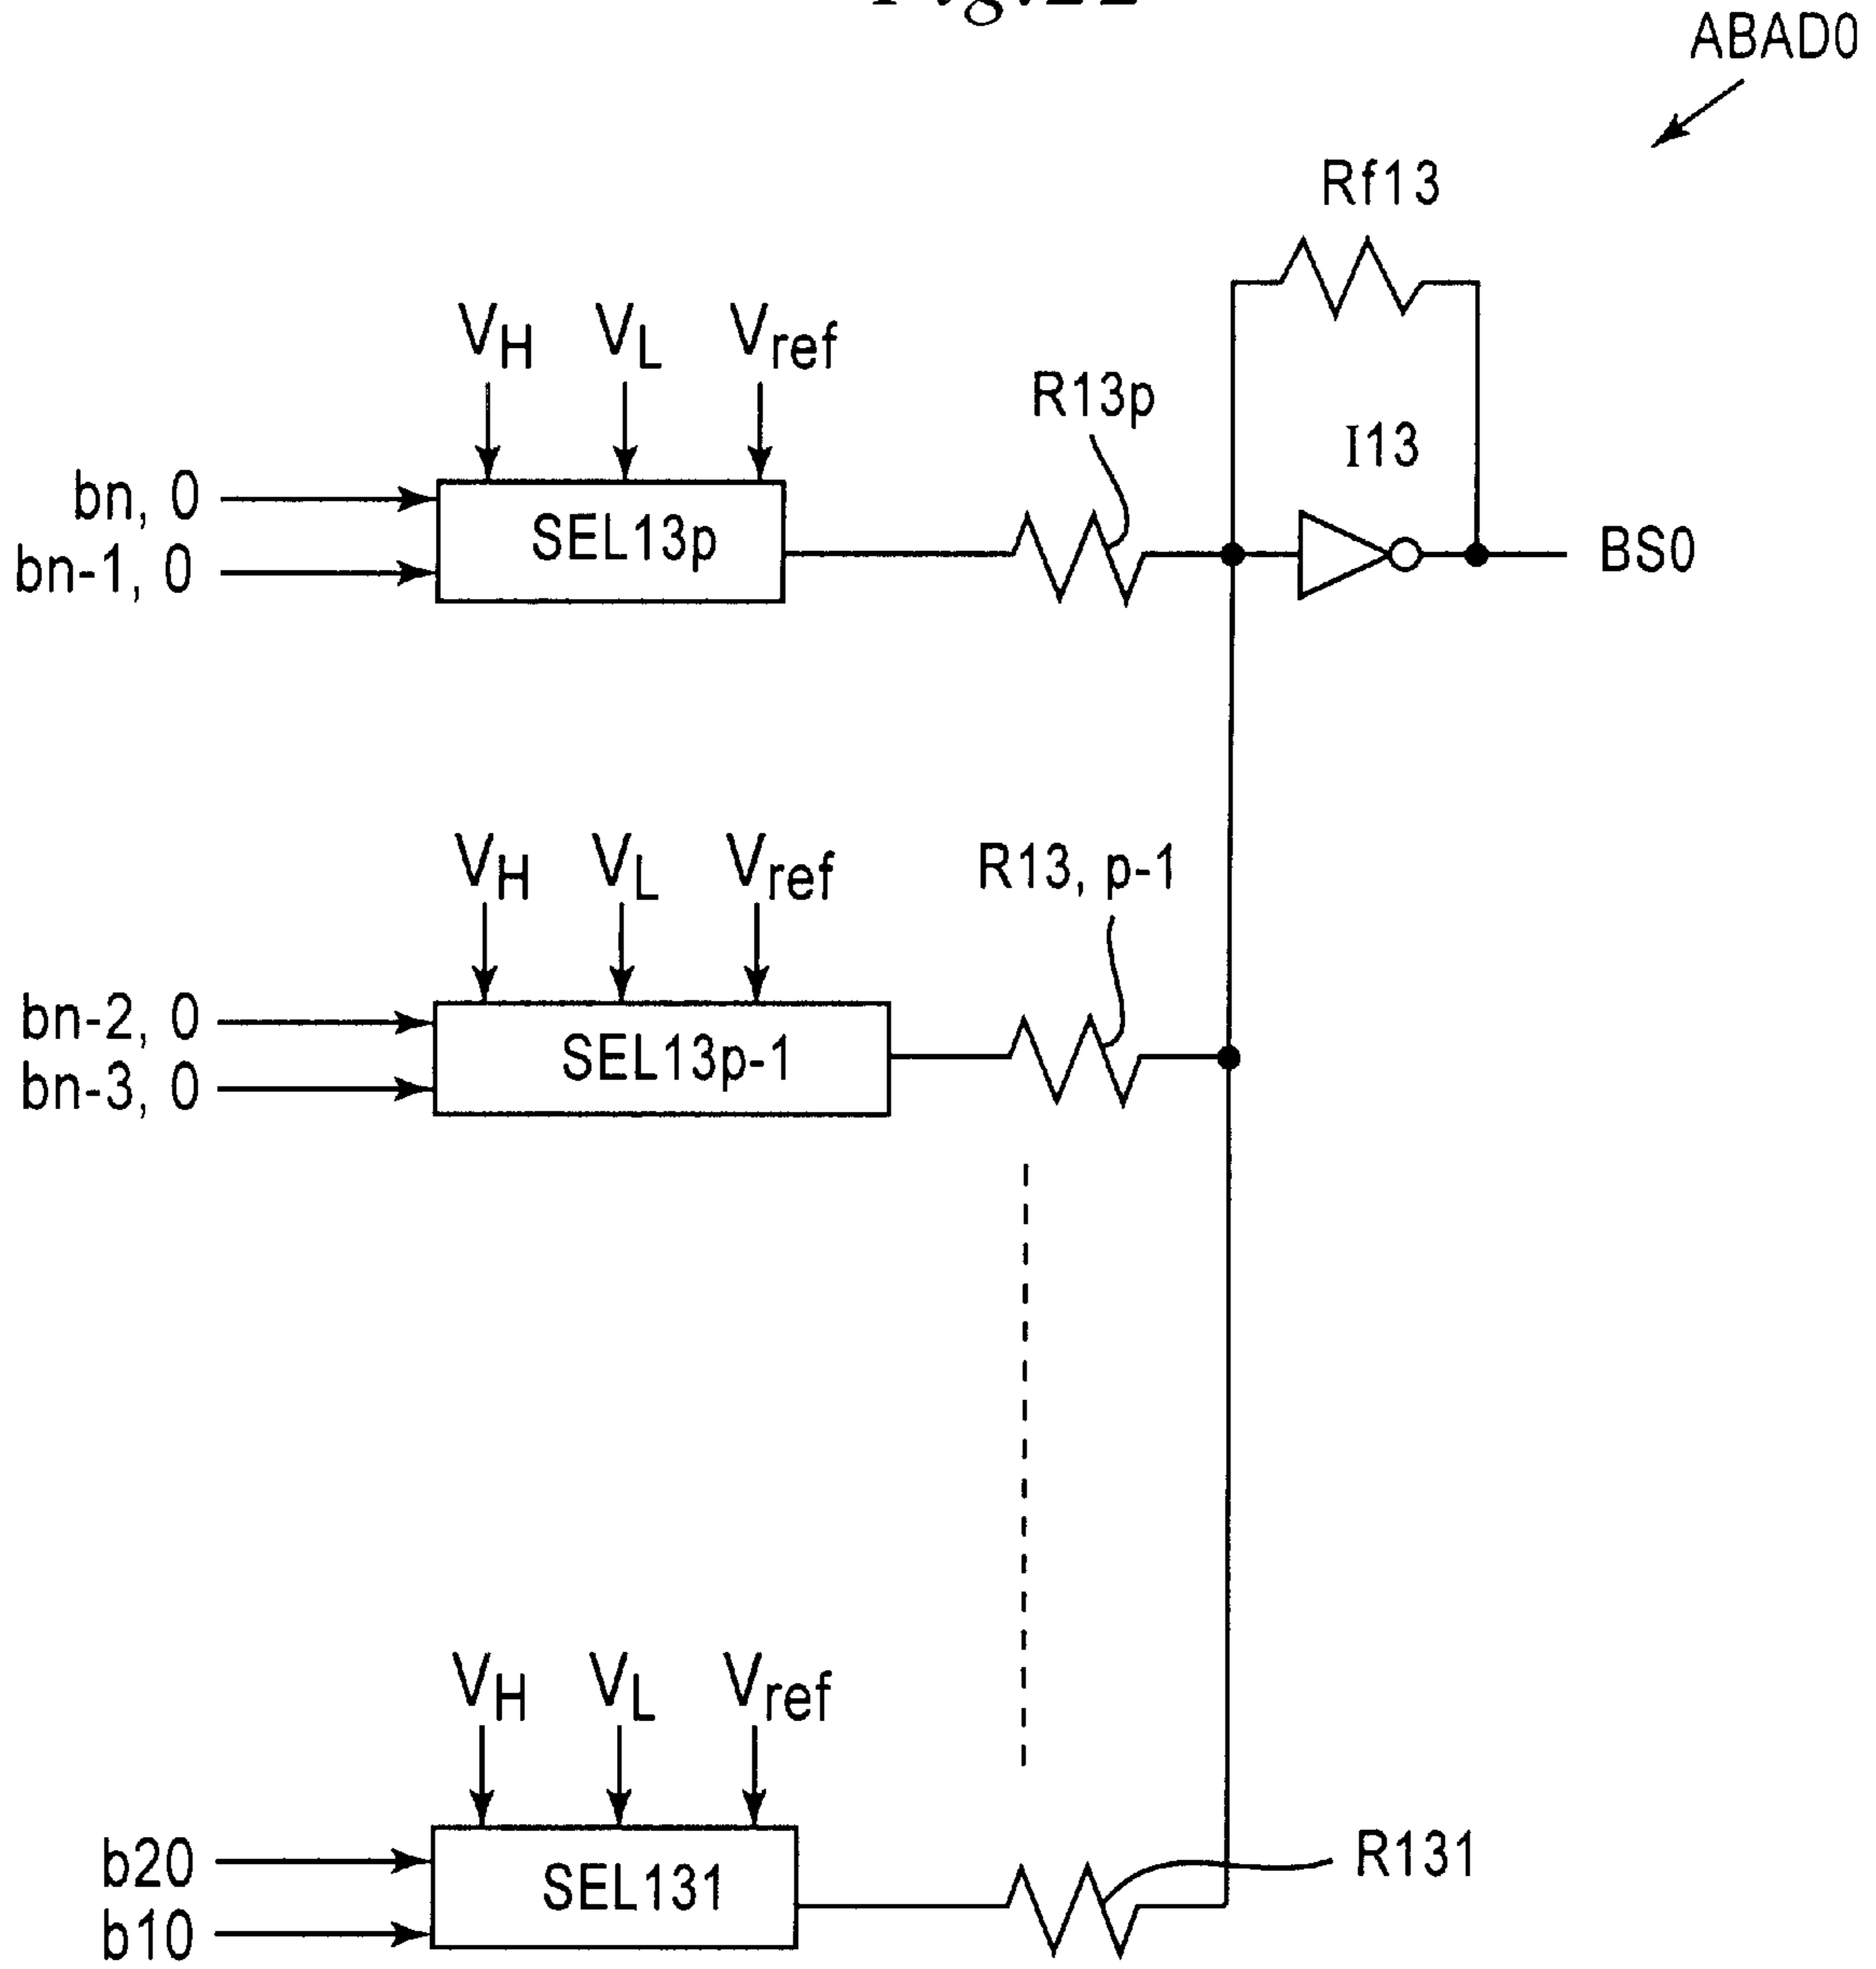 ABAD0
Rf13
VH VL Vref
R13p
I13
bn, 0
SEL13p
BS0
bn-1, 0
VH VL Vref
R13, p-1
bn-2, 0
SEL13p-1
bn-3, 0
VH VL Vref
R131
b20
SEL131
b10